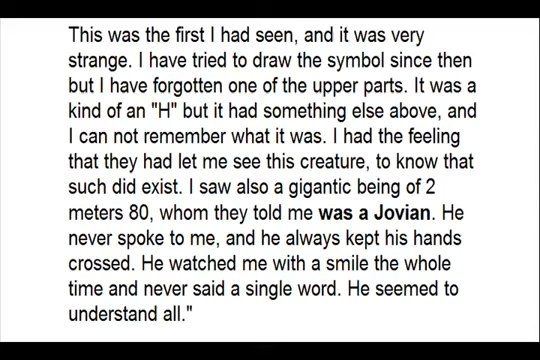 This was the first I had seen, and it was very
strange. I have tried to draw the symbol since then
but I have forgotten one of the upper parts. It was a
kind of an "H" but it had something else above, and
I can not remember what it was. I had the feeling
that they had let me see this creature, to know that
such did exist. I saw also a gigantic being of 2
meters 80, whom they told me was a Jovian. He
never spoke to me, and he always kept his hands
crossed. He watched me with a smile the whole
time and never said a single word. He seemed to
understand all."